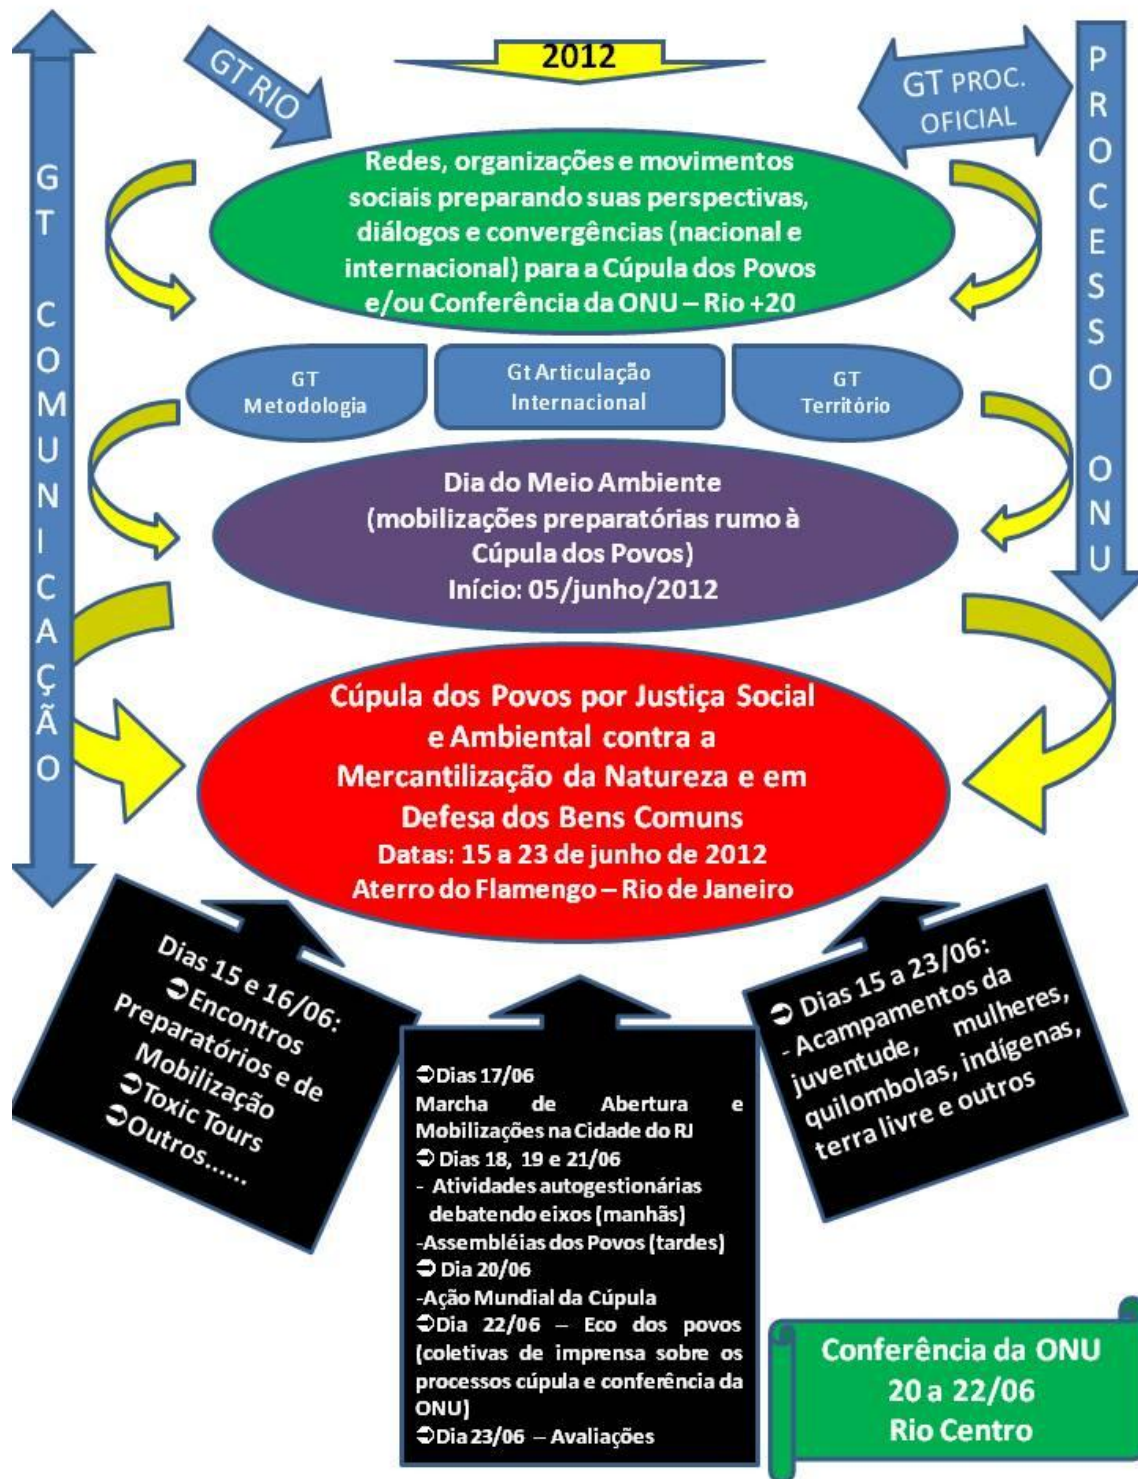 2012
GT RIO
GT PROC.
OFICIAL
GT COMUNICAÇÃO
PROCESSO ONU
Redes, organizações e movimentos
sociais preparando suas perspectivas,
diálogos e convergências (nacional e
internacional) para a Cúpula dos Povos
e/ou Conferência da ONU – Rio +20
GT
Metodologia
Gt Articulação
Internacional
GT
Território
Dia do Meio Ambiente
(mobilizações preparatórias rumo à
Cúpula dos Povos)
Início: 05/junho/2012
Cúpula dos Povos por Justiça Social
e Ambiental contra a
Mercantilização da Natureza e em
Defesa dos Bens Comuns
Datas: 15 a 23 de junho de 2012
Aterro do Flamengo – Rio de Janeiro
Dias 15 e 16/06:
➲Encontros
Preparatórios e de
Mobilização
➲Toxic Tours
➲Outros......
➲Dias 17/06
Marcha de Abertura e
Mobilizações na Cidade do RJ
➲ Dias 18, 19 e 21/06
- Atividades autogestionárias
debatendo eixos (manhãs)
-Assembléias dos Povos (tardes)
➲ Dia 20/06
-Ação Mundial da Cúpula
➲Dia 22/06 – Eco dos povos
(coletivas de imprensa sobre os
processos cúpula e conferência da
ONU)
➲Dia 23/06 – Avaliações
➲ Dias 15 a 23/06:
- Acampamentos da
juventude, mulheres,
quilombolas, indígenas,
terra livre e outros
Conferência da ONU
20 a 22/06
Rio Centro